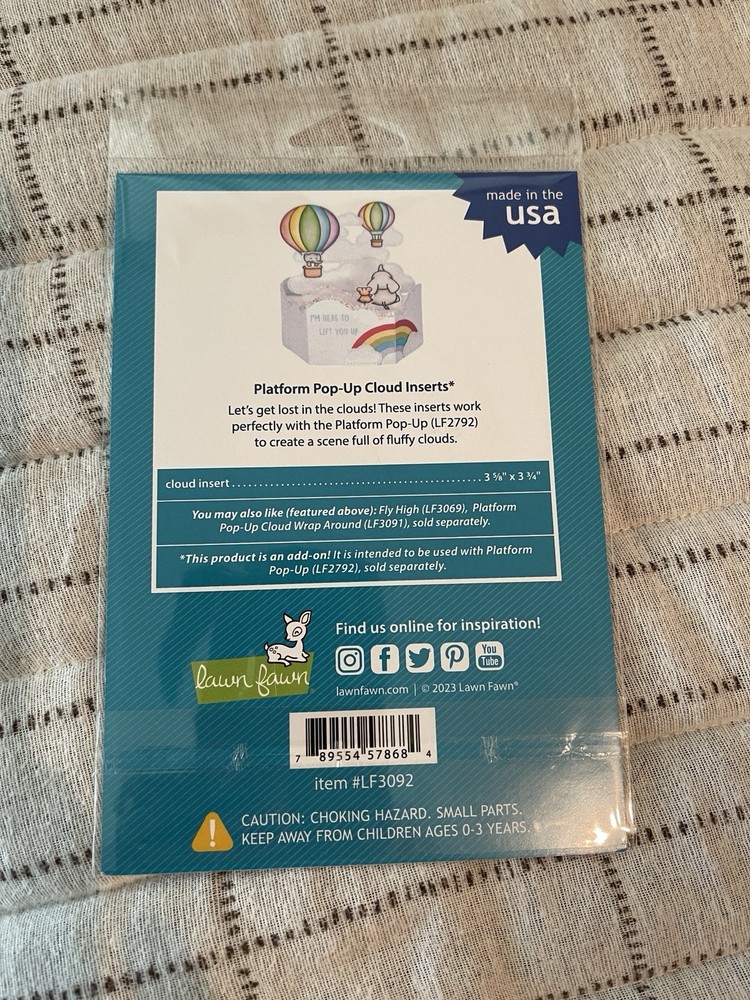 made in the
usa
I'M HERE TO
LIFT YOU UP
Platform Pop-Up Cloud Inserts*
Let's get lost in the clouds! These inserts work
perfectly with the Platform Pop-Up (LF2792)
to create a scene full of fluffy clouds.
cloud insert................................................ 3 ⅝" x 3 ¾"
You may also like (featured above): Fly High (LF3069), Platform
Pop-Up Cloud Wrap Around (LF3091), sold separately.
*This product is an add-on! It is intended to be used with Platform
Pop-Up (LF2792), sold separately.
lawn fawn
Find us online for inspiration!
You
Tube
lawnfawn.com | © 2023 Lawn Fawn®
7 89554 57868 4
item #LF3092
CAUTION: CHOKING HAZARD. SMALL PARTS.
KEEP AWAY FROM CHILDREN AGES 0-3 YEARS.